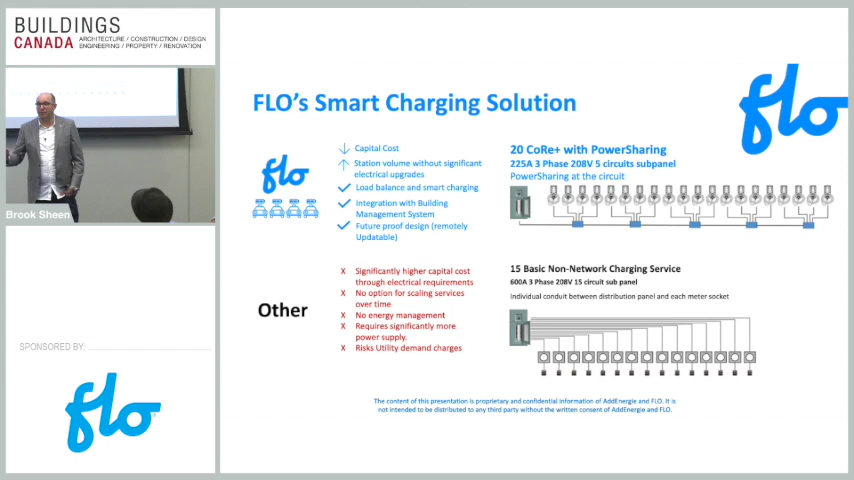 BUILDINGS
CANADA
ARCHITECTURE / CONSTRUCTION / DESIGN
ENGINEERING / PROPERTY / RENOVATION
Brook Sheen
SPONSORED BY:
flo
FLO's Smart Charging Solution
flo
flo
Capital Cost
Station volume without significant
electrical upgrades
Load balance and smart charging
Integration with Building
Management System
Future proof design (remotely
Updatable)
20 CoRe+ with PowerSharing
225A 3 Phase 208V 5 circuits subpanel
PowerSharing at the circuit
Other
X Significantly higher capital cost
through electrical requirements
X No option for scaling services
over time
X No energy management
X Requires significantly more
power supply.
X Risks Utility demand charges
15 Basic Non-Network Charging Service
600A 3 Phase 208V 15 circuit sub panel
Individual conduit between distribution panel and each meter socket
The content of this presentation is proprietary and confidential information of AddEnergie and FLO. It is
not intended to be distributed to any third party without the written consent of AddEnergie and FLO.